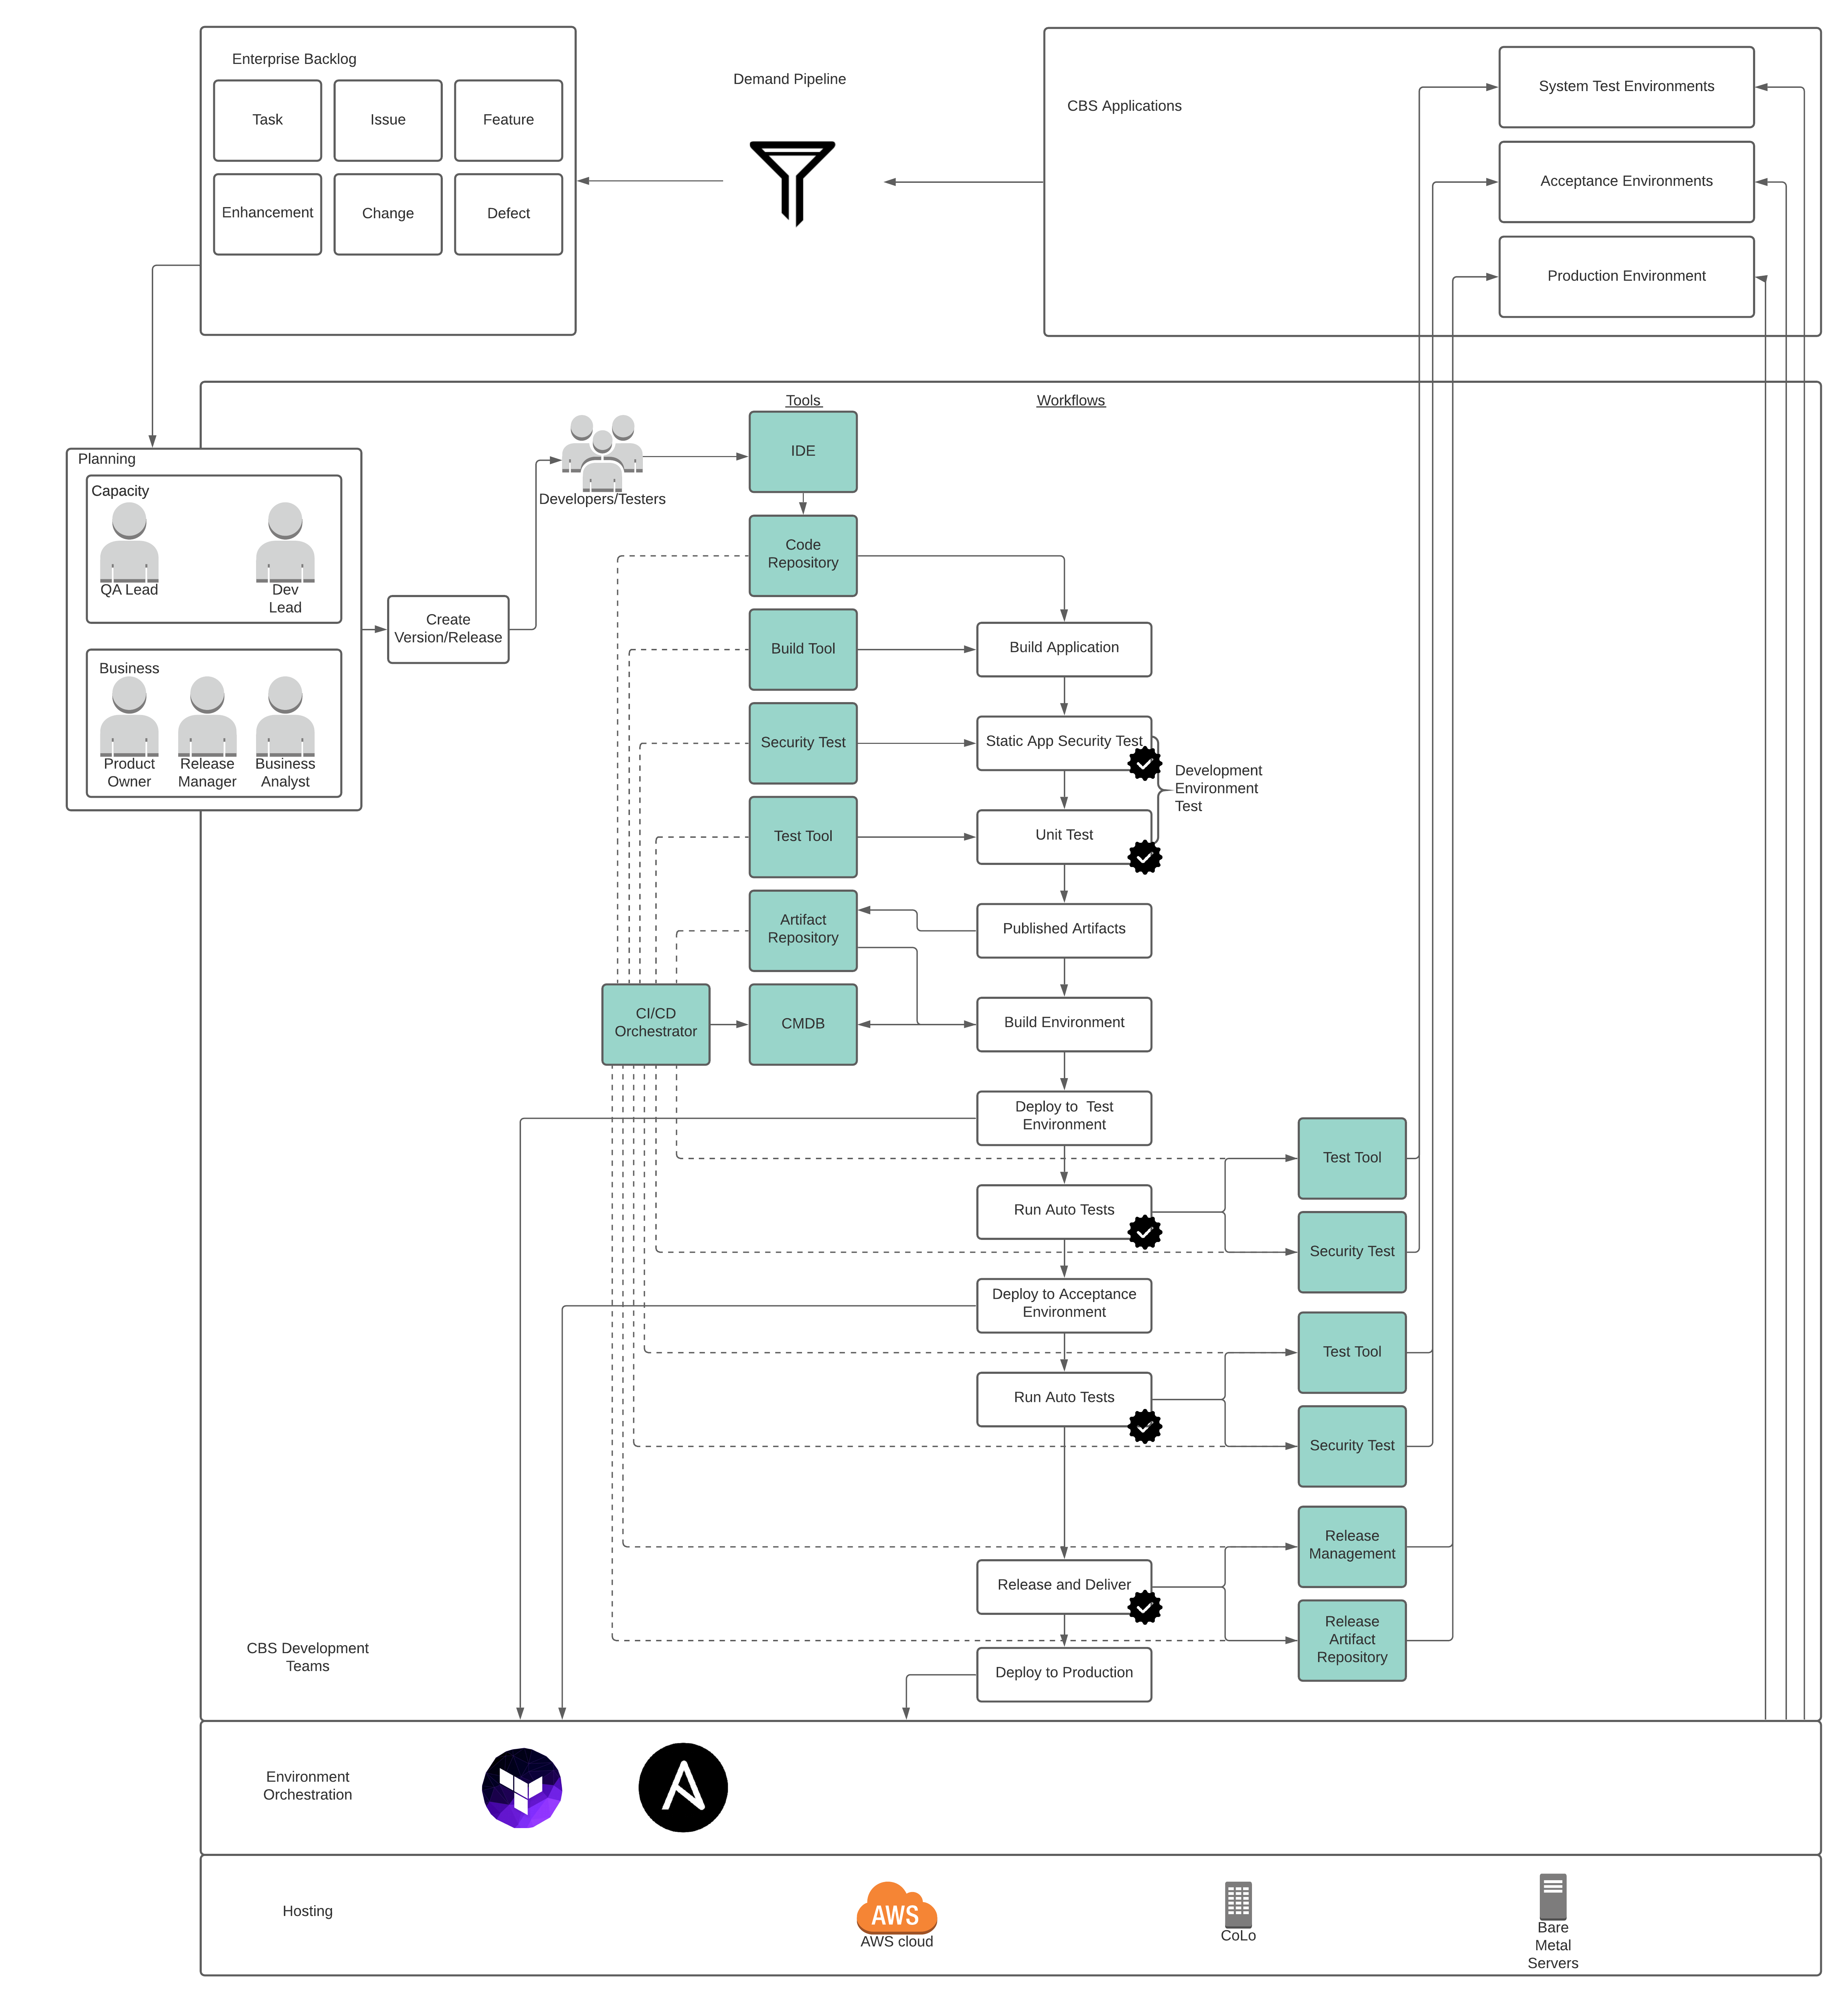 Enterprise Backlog
Task
Issue
Feature
Enhancement
Change
Defect
Demand Pipeline
CBS Applications
System Test Environments
Acceptance Environments
Production Environment
Tools
Workflows
Planning
Capacity
QA Lead
Dev
Lead
Business
Product
Owner
Release
Manager
Business
Analyst
Create
Version/Release
Developers/Testers
IDE
Code
Repository
Build Tool
Build Application
Security Test
Static App Security Test
Development
Environment
Test
Test Tool
Unit Test
Artifact
Repository
Published Artifacts
CI/CD
Orchestrator
CMDB
Build Environment
Deploy to Test
Environment
Test Tool
Run Auto Tests
Security Test
Deploy to Acceptance
Environment
Test Tool
Run Auto Tests
Security Test
Release
Management
Release and Deliver
Release
Artifact
Repository
Deploy to Production
CBS Development
Teams
Environment
Orchestration
Hosting
AWS
AWS cloud
CoLo
Bare
Metal
Servers